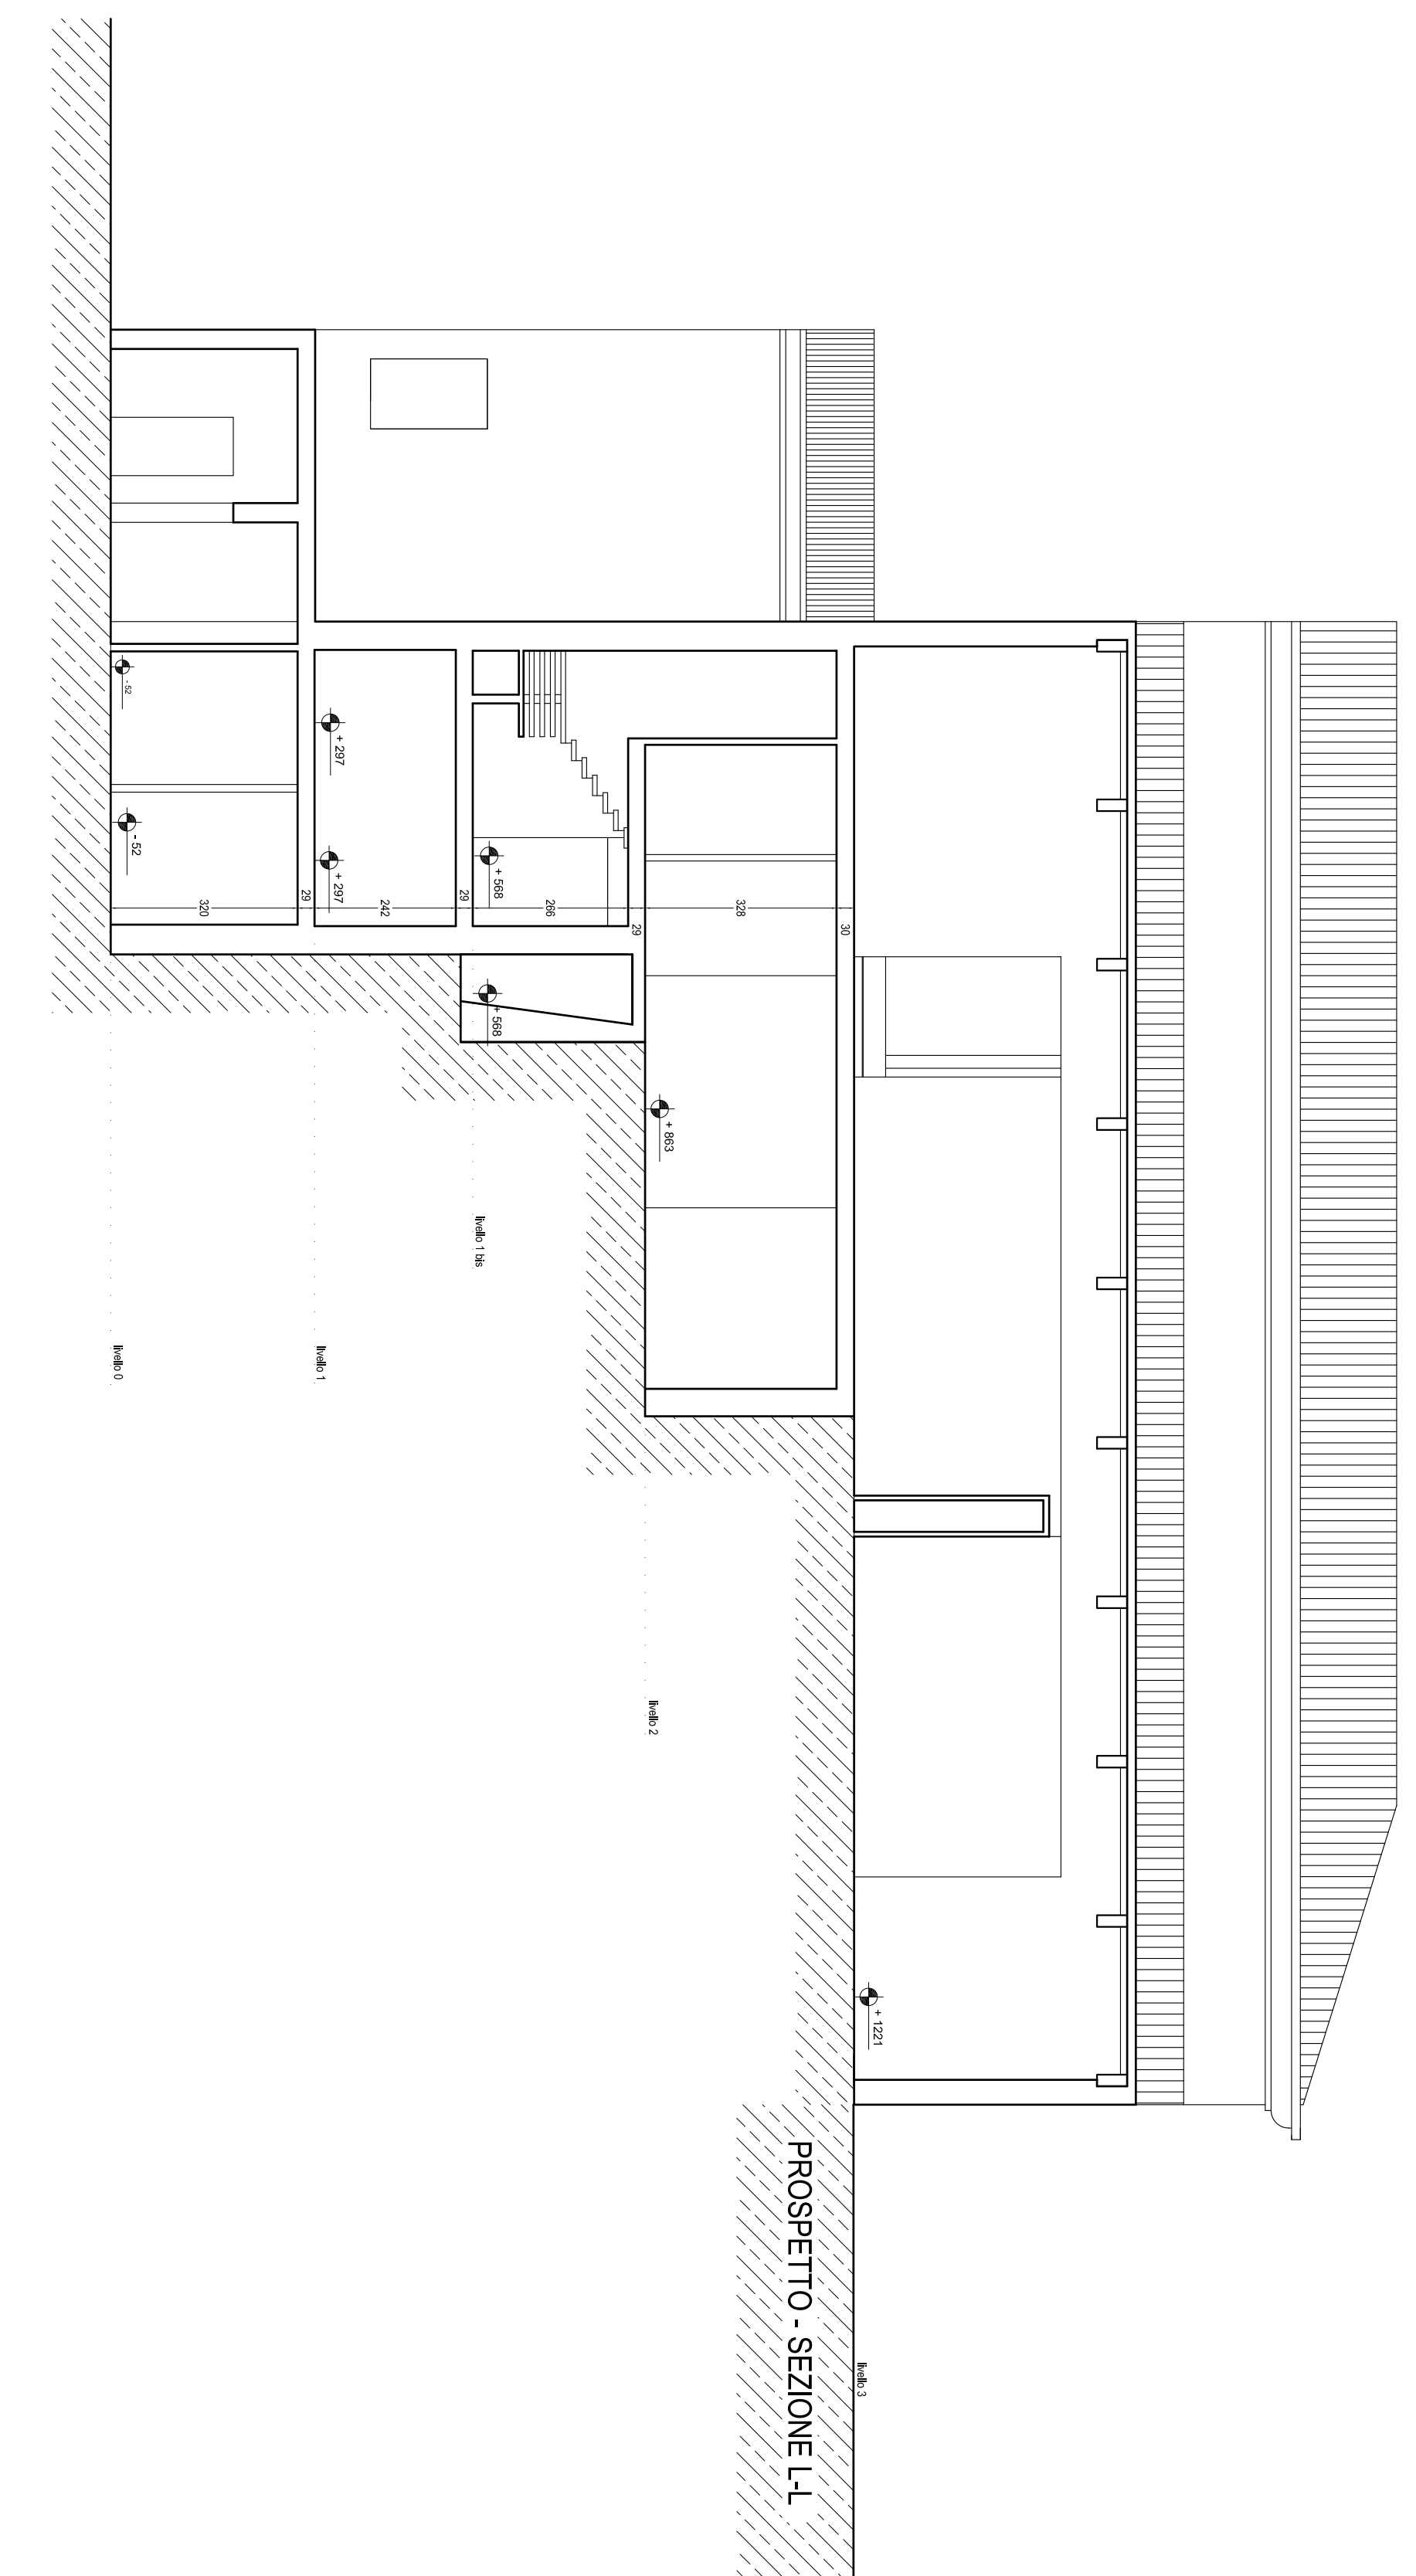 livello 3
+ 1221
30
328
+ 863
livello 2
29
266
+ 568
+ 568
livello 1 bis
29
242
+ 297
+ 297
livello 1
29
320
- 52
- 52
livello 0
PROSPETTO - SEZIONE L-L